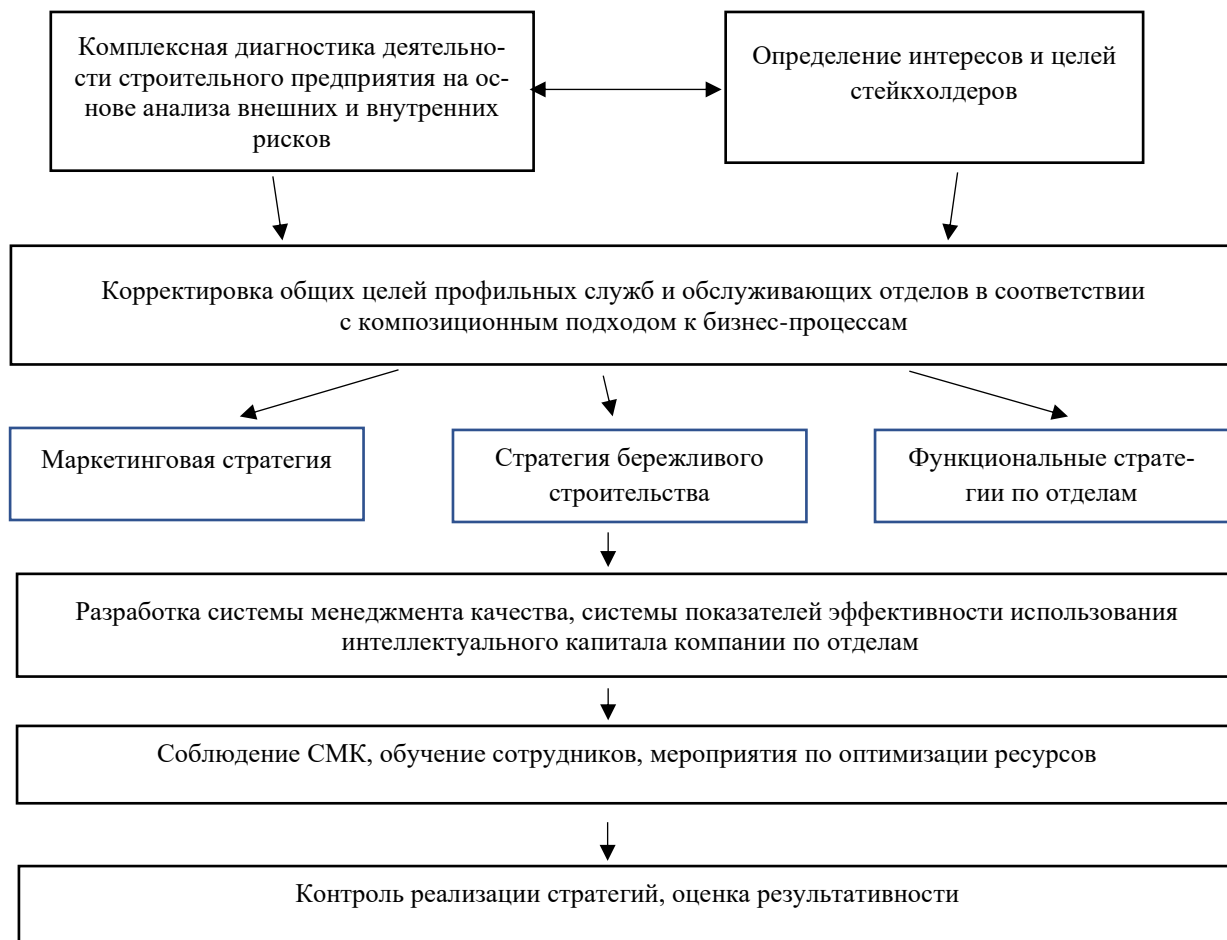 Комплексная диагностика деятельно-
сти строительного предприятия на ос-
нове анализа внешних и внутренних
рисков
Определение интересов и целей
стейкхолдеров
Корректировка общих целей профильных служб и обслуживающих отделов в соответствии
с композиционным подходом к бизнес-процессам
Маркетинговая стратегия
Стратегия бережливого
строительства
Функциональные страте-
гии по отделам
Разработка системы менеджмента качества, системы показателей эффективности использования
интеллектуального капитала компании по отделам
Соблюдение СМК, обучение сотрудников, мероприятия по оптимизации ресурсов
Контроль реализации стратегий, оценка результативности